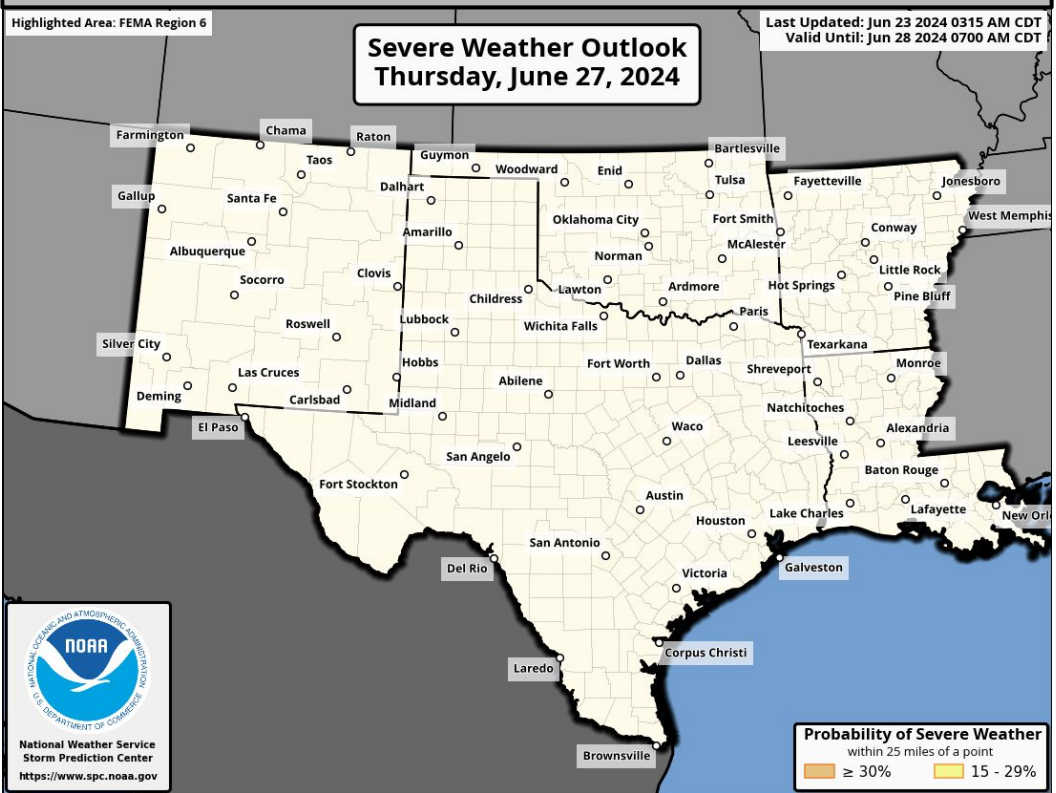 Highlighted Area: FEMA Region 6
Last Updated: Jun 23 2024 0315 AM CDT
Valid Until: Jun 28 2024 0700 AM CDT
Severe Weather Outlook
Thursday, June 27, 2024
Farmington
Chama
Raton
Taos
Guymon
Woodward
Enid
Bartlesville
Tulsa
Fayetteville
Jonesboro
Gallup
Santa Fe
Dalhart
Oklahoma City
Fort Smith
West Memphis
Albuquerque
Amarillo
Norman
McAlester
Conway
Socorro
Clovis
Childress
Lawton
Ardmore
Hot Springs
Little Rock
Pine Bluff
Roswell
Lubbock
Wichita Falls
Paris
Texarkana
Silver City
Las Cruces
Hobbs
Abilene
Fort Worth
Dallas
Shreveport
Monroe
Deming
Carlsbad
Midland
Natchitoches
El Paso
San Angelo
Waco
Leesville
Alexandria
Fort Stockton
Austin
Baton Rouge
Houston
Lake Charles
Lafayette
New Orl
Del Rio
San Antonio
Galveston
Victoria
Laredo
Corpus Christi
Brownsville
NATIONAL OCEANIC AND ATMOSPHERIC ADMINISTRATION
NOAA
U.S. DEPARTMENT OF COMMERCE
National Weather Service
Storm Prediction Center
https://www.spc.noaa.gov
Probability of Severe Weather
within 25 miles of a point
≥ 30%
15 - 29%